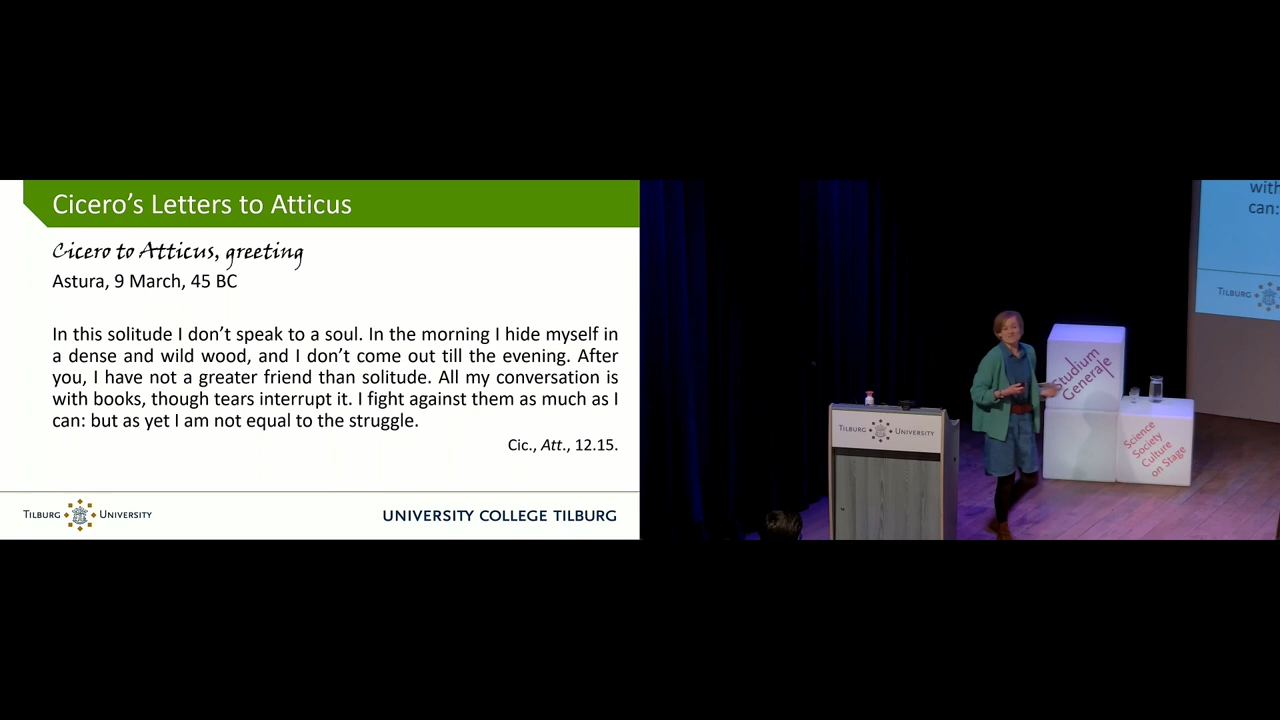 Cicero's Letters to Atticus
Cicero to Atticus, greeting
Astura, 9 March, 45 BC
In this solitude I don't speak to a soul. In the morning I hide myself in
a dense and wild wood, and I don't come out till the evening. After
you, I have not a greater friend than solitude. All my conversation is
with books, though tears interrupt it. I fight against them as much as I
can: but as yet I am not equal to the struggle.
Cic., Att., 12.15.
TILBURG UNIVERSITY
UNIVERSITY COLLEGE TILBURG
with
can:
TILBURG
Studium
Generale
TILBURG UNIVERSITY
Science
Society
Culture
on Stage